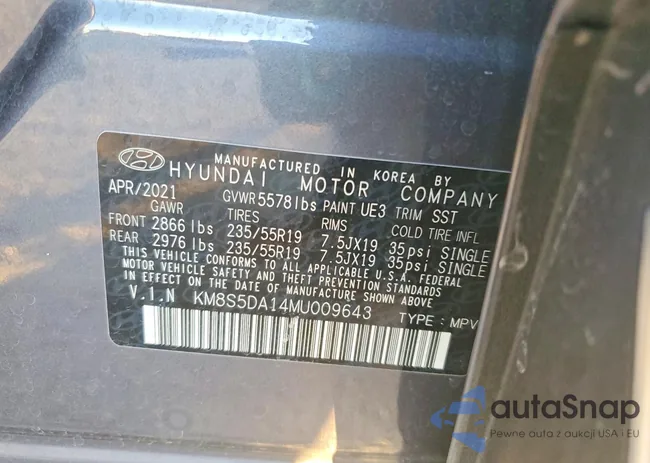 MANUFACTURED IN KOREA BY
HYUNDAI MOTOR COMPANY
APR/2021 GVWR 5578lbs PAINT UE3 TRIM SST
GAWR TIRES RIMS COLD TIRE INFL
FRONT 2866 lbs 235/55R19 7.5JX19 35psi SINGLE
REAR 2976 lbs 235/55R19 7.5JX19 35psi SINGLE
THIS VEHICLE CONFORMS TO ALL APPLICABLE U.S.A. FEDERAL
MOTOR VEHICLE SAFETY AND THEFT PREVENTION STANDARDS
IN EFFECT ON THE DATE OF MANUFACTURE SHOWN ABOVE.
V.I.N KM8S5DA14MU009643 TYPE : MPV
autoSnap
Pewne auta z aukcji USA i EU